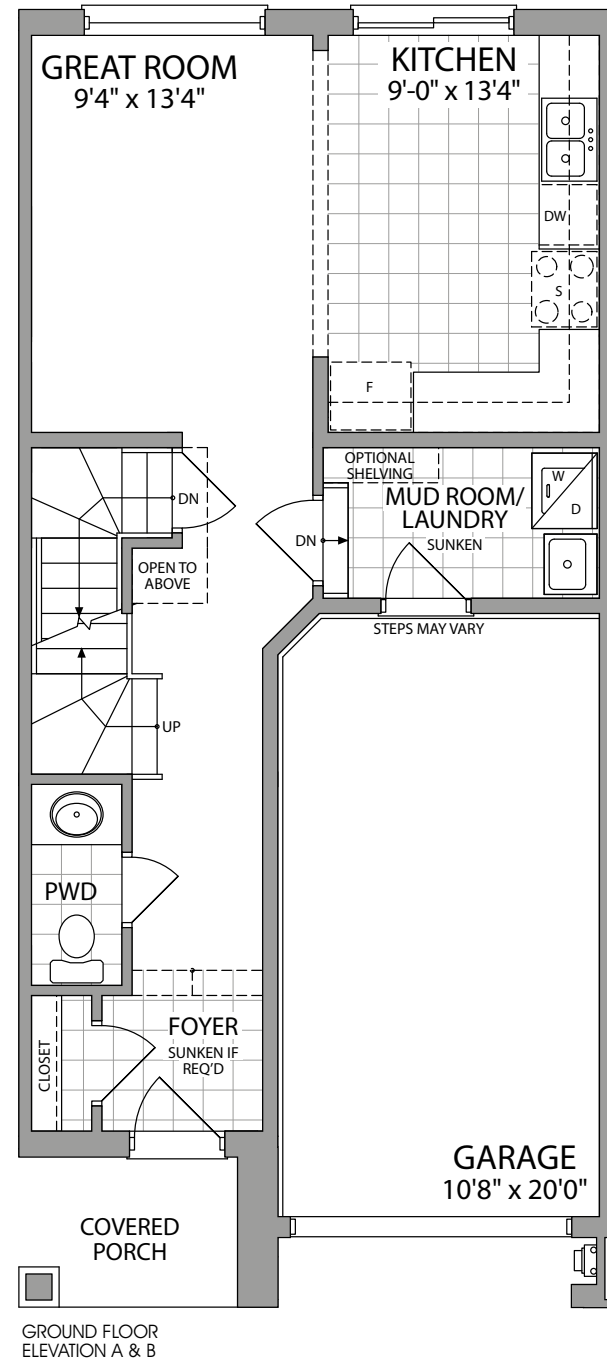 GREAT ROOM
9'4" x 13'4"
KITCHEN
9'-0" x 13'4"
DW
S
F
OPTIONAL
SHELVING
W
D
MUD ROOM/
LAUNDRY
SUNKEN
DN
DN
OPEN TO
ABOVE
STEPS MAY VARY
UP
PWD
FOYER
SUNKEN IF
REQ'D
CLOSET
GARAGE
10'8" x 20'0"
COVERED
PORCH
GROUND FLOOR
ELEVATION A & B